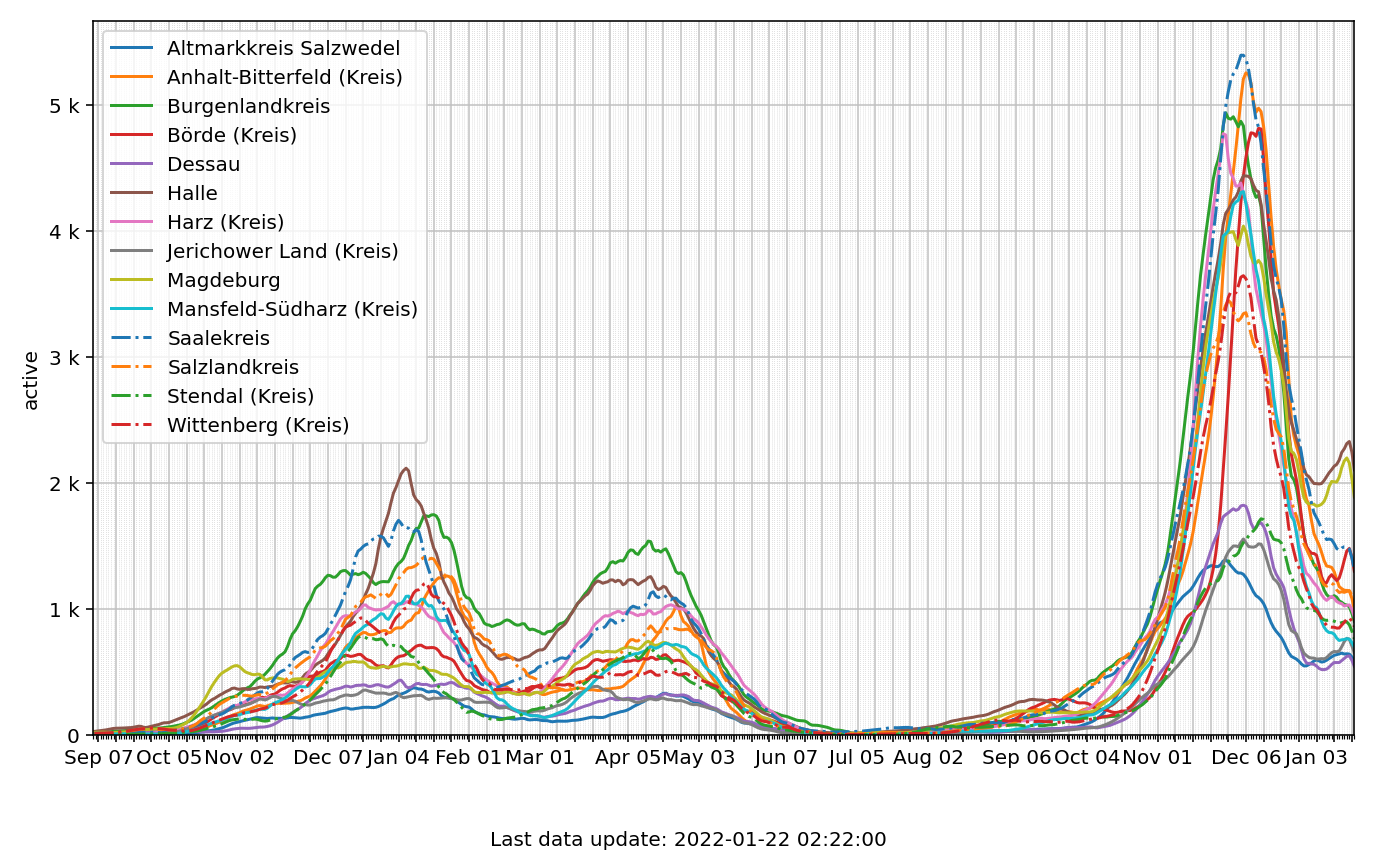 Altmarkkreis Salzwedel
Anhalt-Bitterfeld (Kreis)
Burgenlandkreis
Börde (Kreis)
Dessau
Halle
Harz (Kreis)
Jerichower Land (Kreis)
Magdeburg
Mansfeld-Südharz (Kreis)
Saalekreis
Salzlandkreis
Stendal (Kreis)
Wittenberg (Kreis)
5 k
4 k
3 k
2 k
1 k
0
active
Sep 07 Oct 05 Nov 02 Dec 07 Jan 04 Feb 01 Mar 01 Apr 05 May 03 Jun 07 Jul 05 Aug 02 Sep 06 Oct 04 Nov 01 Dec 06 Jan 03
Last data update: 2022-01-22 02:22:00